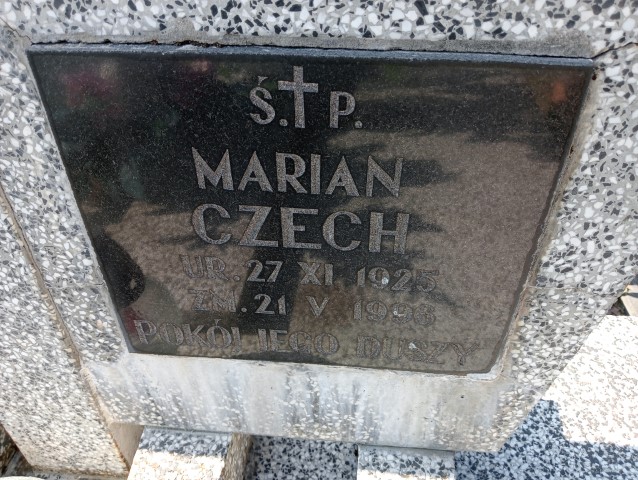 Ś.✝P.
MARIAN
CZECH
UR. 27 XI 1925
ZM. 21 V
POKÓJ JEGO DUSZY